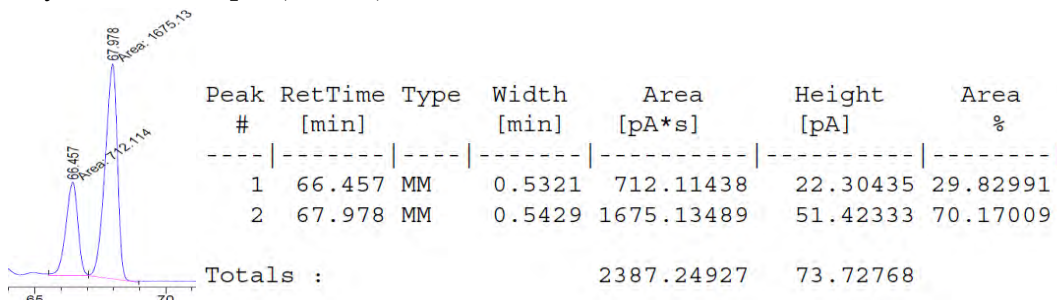 67.978
Area: 1675.13
66.457
Area: 712.114
65
70
Peak RetTime Type Width Area Height Area
# [min] [min] [pA*s] [pA] %
----|-------|----|-------|----------|----------|--------
1 66.457 MM 0.5321 712.11438 22.30435 29.82991
2 67.978 MM 0.5429 1675.13489 51.42333 70.17009
Totals : 2387.24927 73.72768